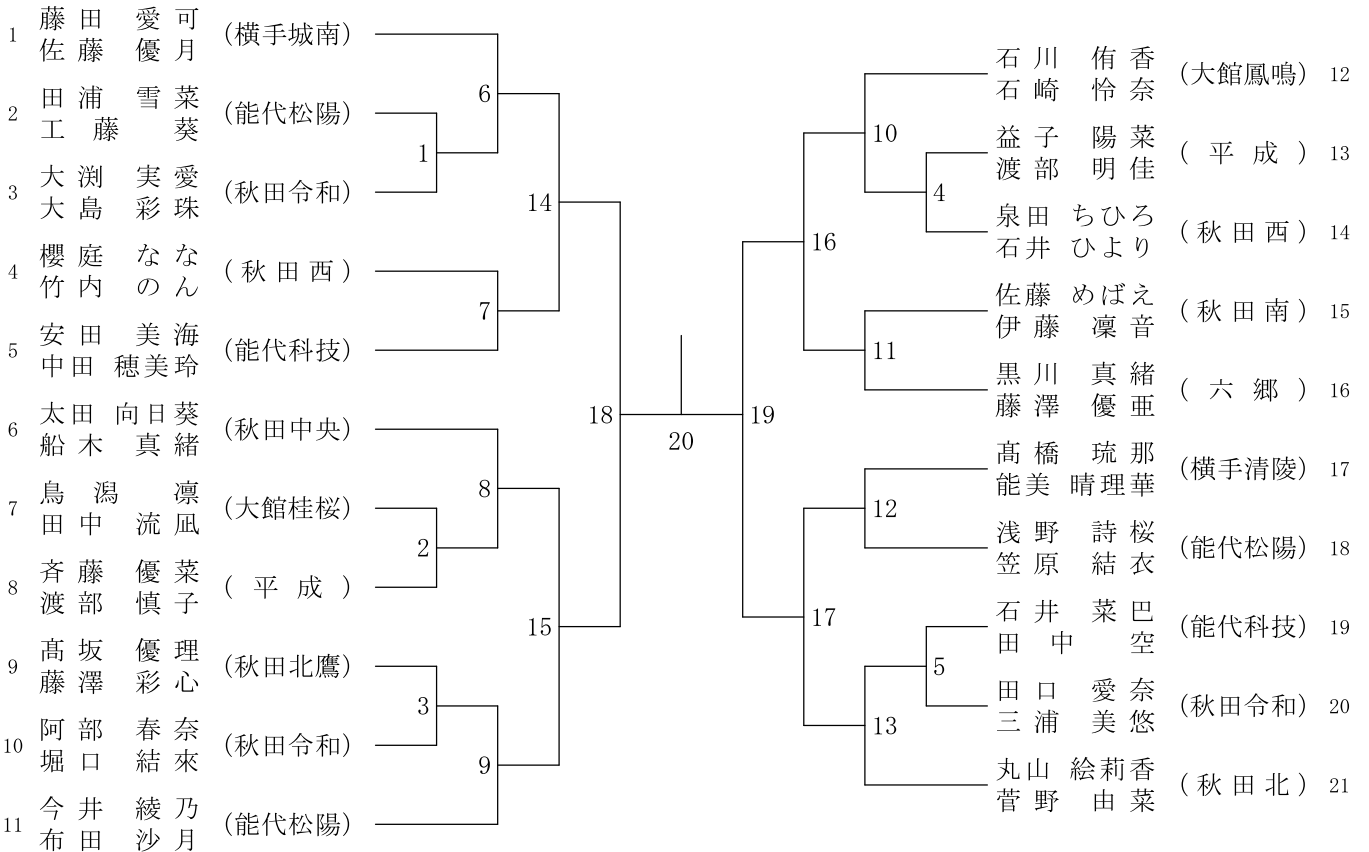 1 藤田 愛可 (横手城南)
佐藤 優月
2 田浦 雪菜 (能代松陽)
工藤 葵
3 大渕 実愛 (秋田令和)
大島 彩珠
4 櫻庭 なな (秋田西)
竹内 のん
5 安田 美海 (能代科技)
中田 穂美玲
6 太田 向日葵 (秋田中央)
船木 真緒
7 鳥潟 凛 (大館桂桜)
田中 流凪
8 斉藤 優菜 (平成)
渡部 慎子
9 髙坂 優理 (秋田北鷹)
藤澤 彩心
10 阿部 春奈 (秋田令和)
堀口 結來
11 今井 綾乃 (能代松陽)
布田 沙月
6
1
14
7
18
8
2
15
3
9
20
19
16
10
4
11
12
17
5
13
石川 侑香 (大館鳳鳴) 12
石崎 怜奈
益子 陽菜 (平成) 13
渡部 明佳
泉田 ちひろ (秋田西) 14
石井 ひより
佐藤 めばえ (秋田南) 15
伊藤 凜音
黒川 真緒 (六郷) 16
藤澤 優亜
髙橋 琉那 (横手清陵) 17
能美 晴理華
浅野 詩桜 (能代松陽) 18
笠原 結衣
石井 菜巴 (能代科技) 19
田中 空
田口 愛奈 (秋田令和) 20
三浦 美悠
丸山 絵莉香 (秋田北) 21
菅野 由菜